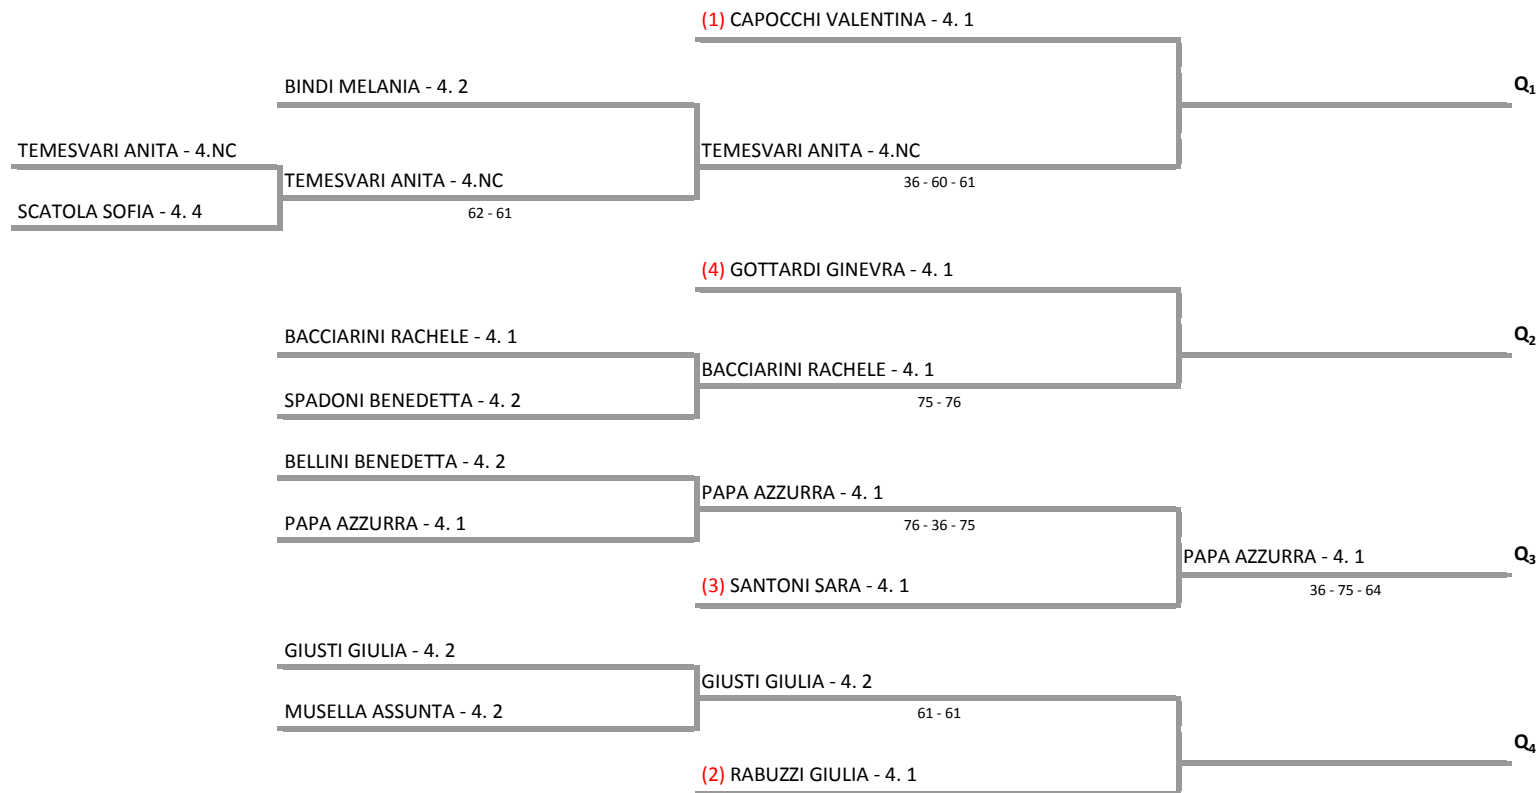 (1) CAPOCCHI VALENTINA - 4. 1
BINDI MELANIA - 4. 2
Q1
TEMESVARI ANITA - 4.NC
TEMESVARI ANITA - 4.NC
TEMESVARI ANITA - 4.NC
36 - 60 - 61
SCATOLA SOFIA - 4. 4
62 - 61
(4) GOTTARDI GINEVRA - 4. 1
BACCIARINI RACHELE - 4. 1
Q2
BACCIARINI RACHELE - 4. 1
SPADONI BENEDETTA - 4. 2
75 - 76
BELLINI BENEDETTA - 4. 2
PAPA AZZURRA - 4. 1
PAPA AZZURRA - 4. 1
76 - 36 - 75
PAPA AZZURRA - 4. 1
Q3
(3) SANTONI SARA - 4. 1
36 - 75 - 64
GIUSTI GIULIA - 4. 2
GIUSTI GIULIA - 4. 2
MUSELLA ASSUNTA - 4. 2
61 - 61
Q4
(2) RABUZZI GIULIA - 4. 1